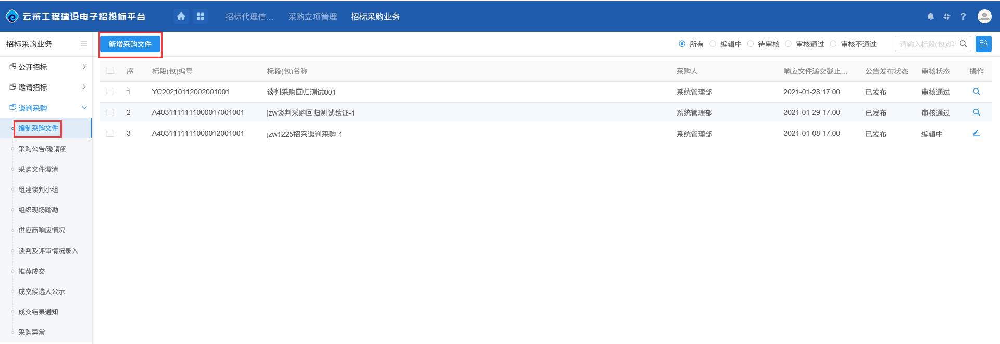 云采工程建设电子招投标平台
招标代理信... 采购立项管理 招标采购业务
?
招标采购业务
新增采购文件
所有 编辑中 待审核 审核通过 审核不通过
请输入标段(包)编
公开招标
邀请招标
谈判采购
编制采购文件
采购公告/邀请函
采购文件澄清
组建谈判小组
组织现场踏勘
供应商响应情况
谈判及评审情况录入
推荐成交
成交候选人公示
成交结果通知
采购异常
序 标段(包)编号 标段(包)名称 采购人 响应文件递交截止... 公告发布状态 审核状态 操作
1 YC20210112002001001 谈判采购回归测试001 系统管理部 2021-01-28 17:00 已发布 审核通过
2 A4031111111000017001001 jzw谈判采购回归测试验证-1 系统管理部 2021-01-29 17:00 已发布 审核通过
3 A4031111111000012001001 jzw1225招采谈判采购-1 系统管理部 2021-01-08 17:00 已发布 编辑中